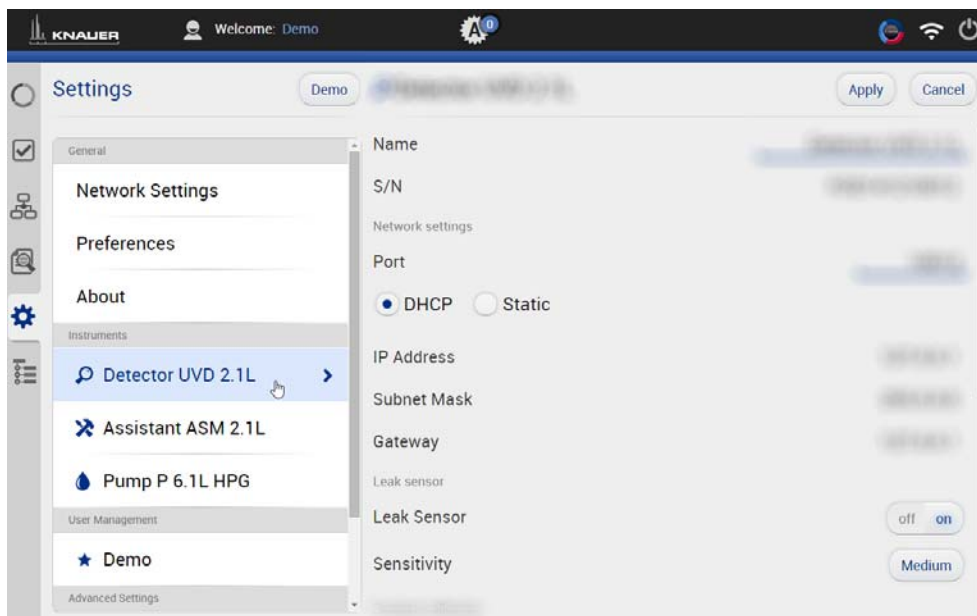 KNAUER Welcome: Demo A 0
Settings Demo Apply Cancel
General
Network Settings
Preferences
About
Instruments
Detector UVD 2.1L
Assistant ASM 2.1L
Pump P 6.1L HPG
User Management
Demo
Advanced Settings
Name
S/N
Network settings
Port
DHCP Static
IP Address
Subnet Mask
Gateway
Leak sensor
Leak Sensor off on
Sensitivity Medium